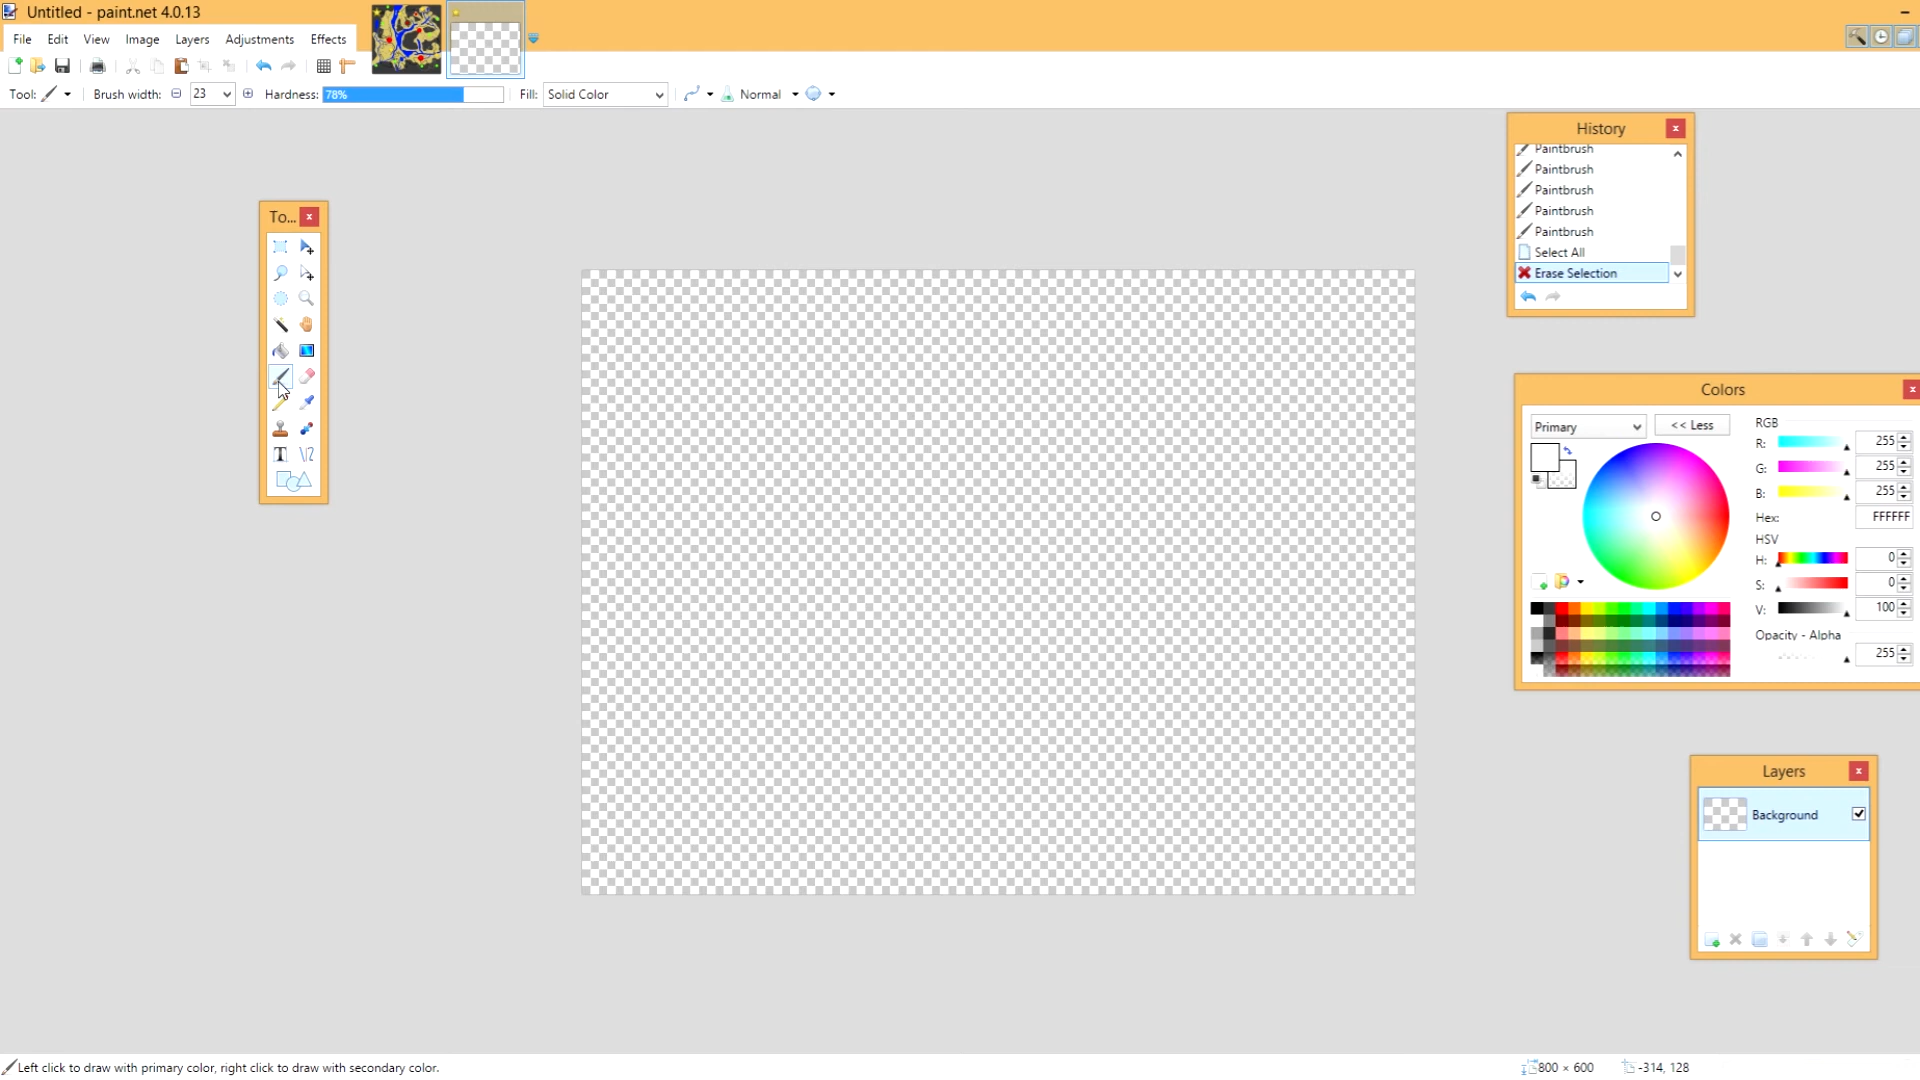 Untitled - paint.net 4.0.13
File Edit View Image Layers Adjustments Effects
Tool: Brush width: 23 Hardness: 78% Fill: Solid Color Normal
To...
T
History
Paintbrush
Paintbrush
Paintbrush
Paintbrush
Paintbrush
Select All
Erase Selection
Colors
Primary << Less
RGB
R: 255
G: 255
B: 255
Hex: FFFFFF
HSV
H: 0
S: 0
V: 100
Opacity - Alpha
255
Layers
Background
Left click to draw with primary color, right click to draw with secondary color.
800 × 600 -314, 128